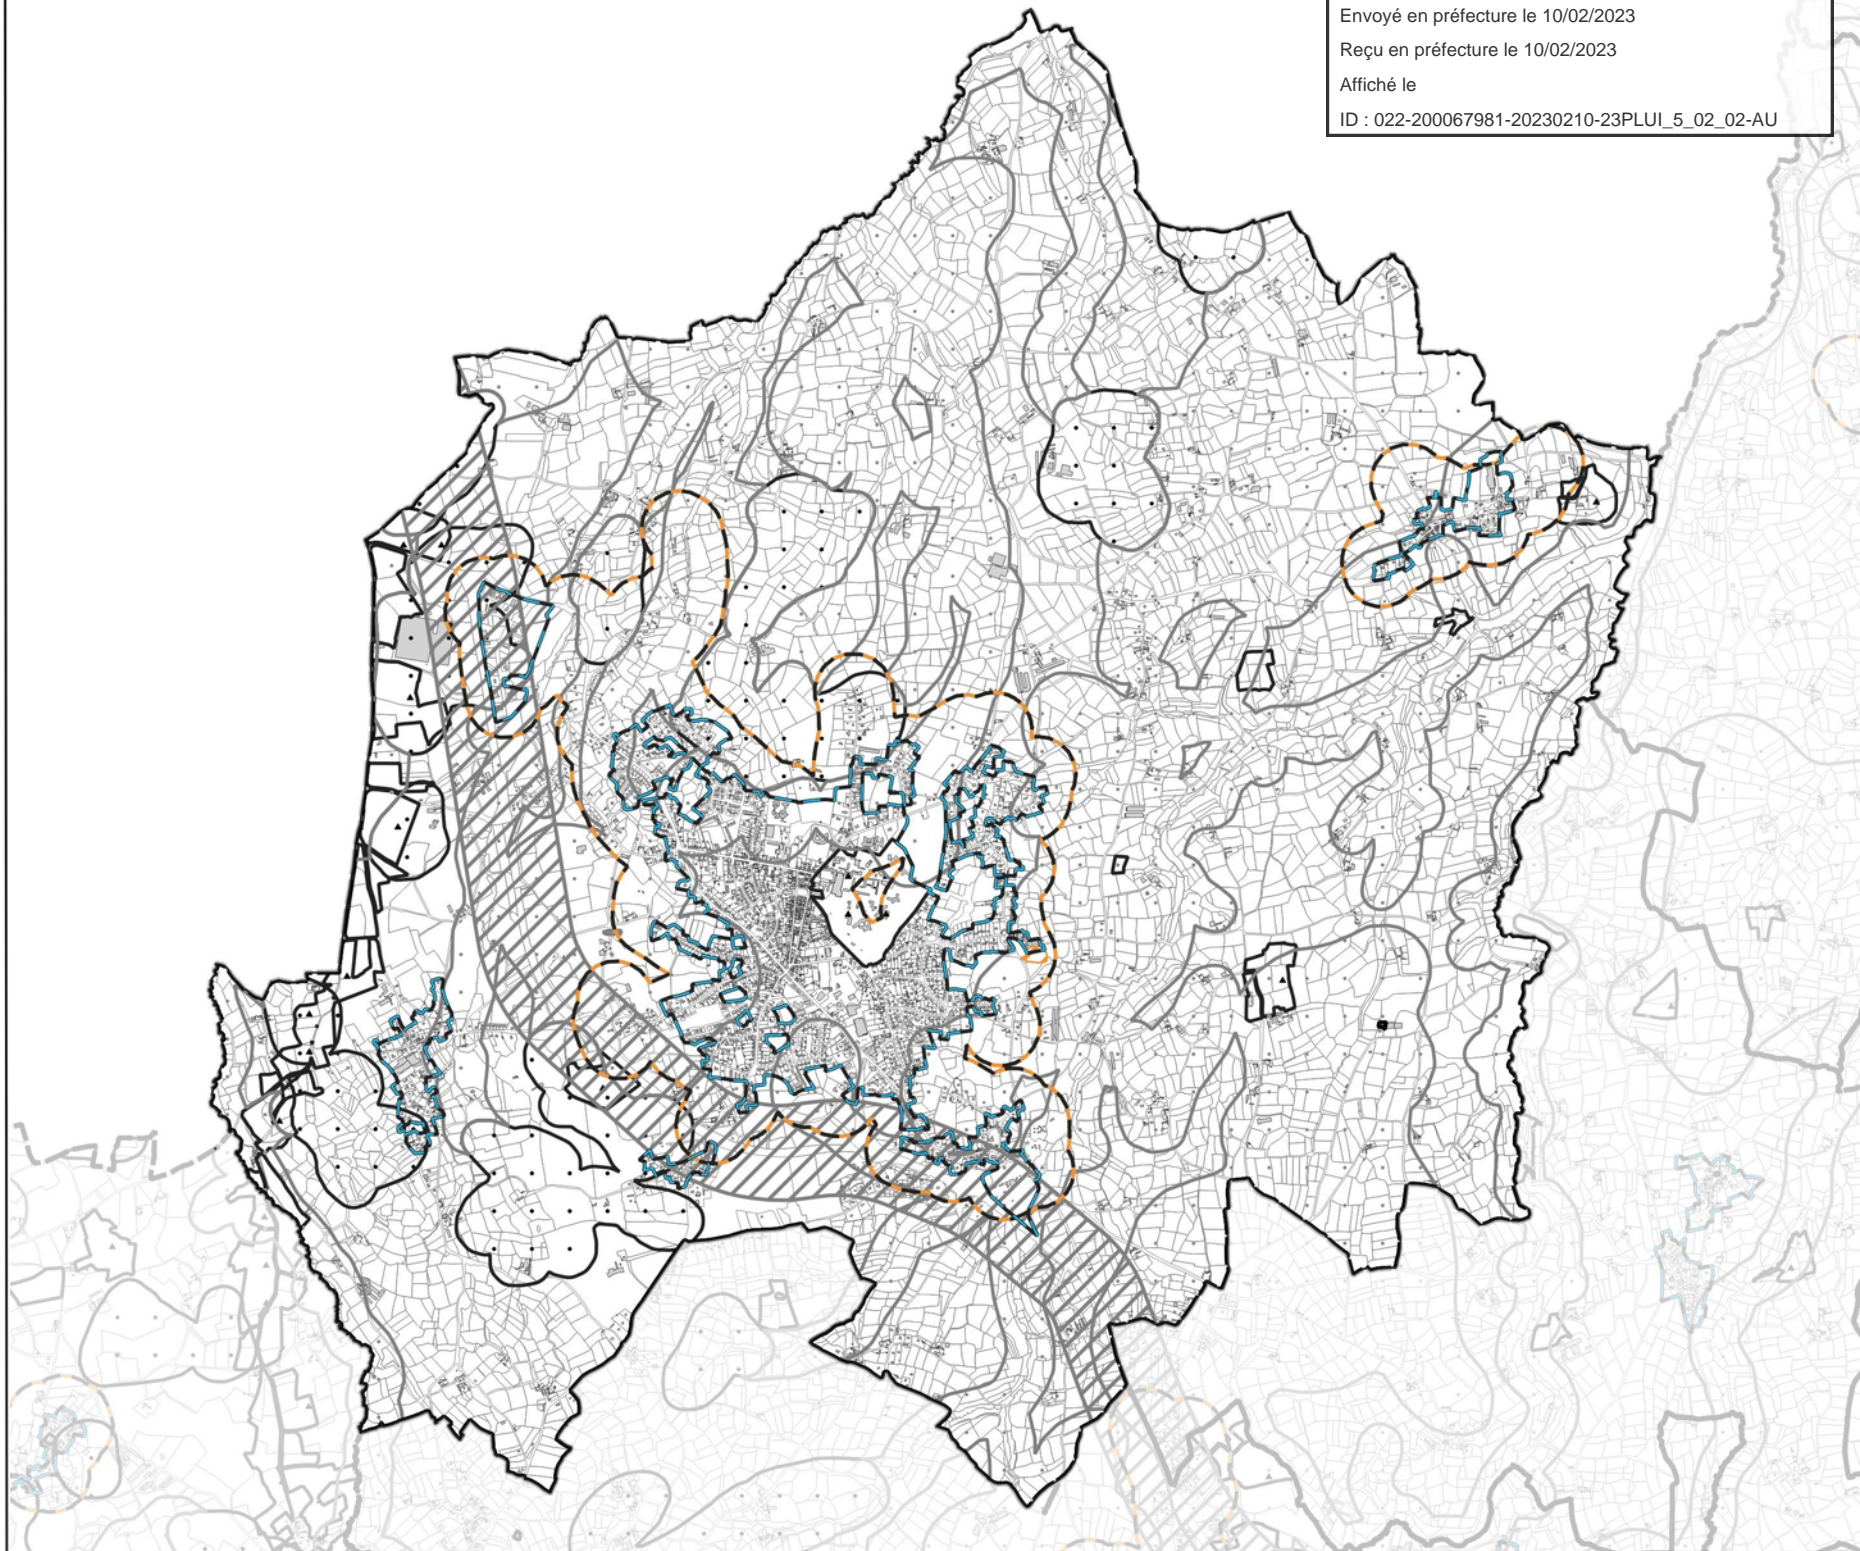 Envoyé en préfecture le 10/02/2023
Reçu en préfecture le 10/02/2023
Affiché le
ID : 022-200067981-20230210-23PLUI_5_02_02-AU